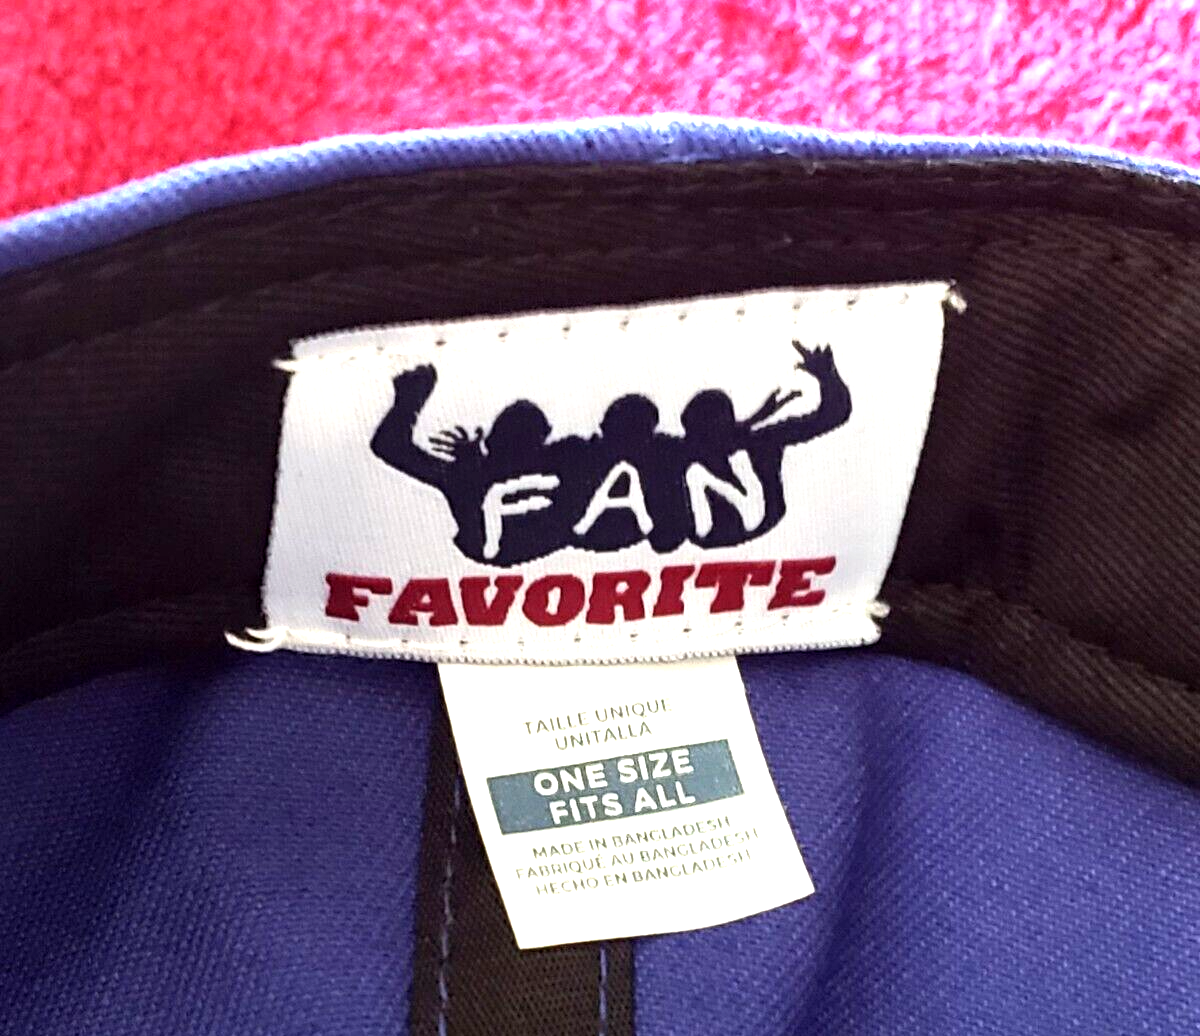 FAN
FAVORITE
TAILLE UNIQUE
UNITALLA
ONE SIZE
FITS ALL
MADE IN BANGLADESH
FABRIQUÉ AU BANGLADESH
HECHO EN BANGLADESH